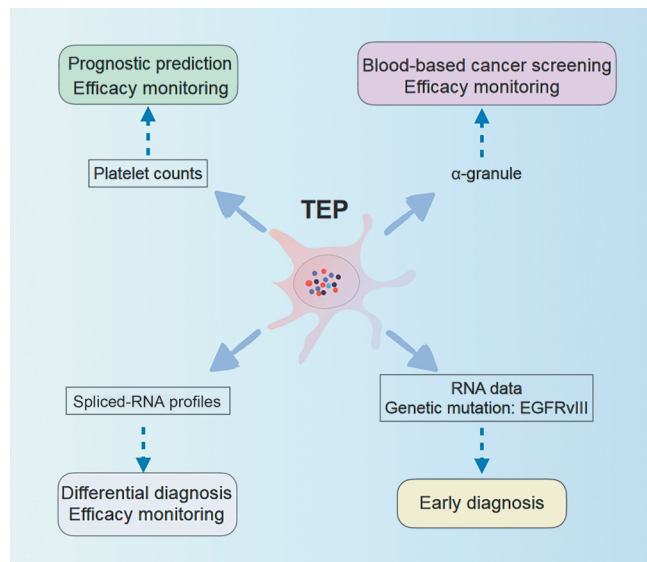 Prognostic prediction
Efficacy monitoring
Blood-based cancer screening
Efficacy monitoring
Platelet counts
α-granule
TEP
Spliced-RNA profiles
RNA data
Genetic mutation: EGFRvIII
Differential diagnosis
Efficacy monitoring
Early diagnosis